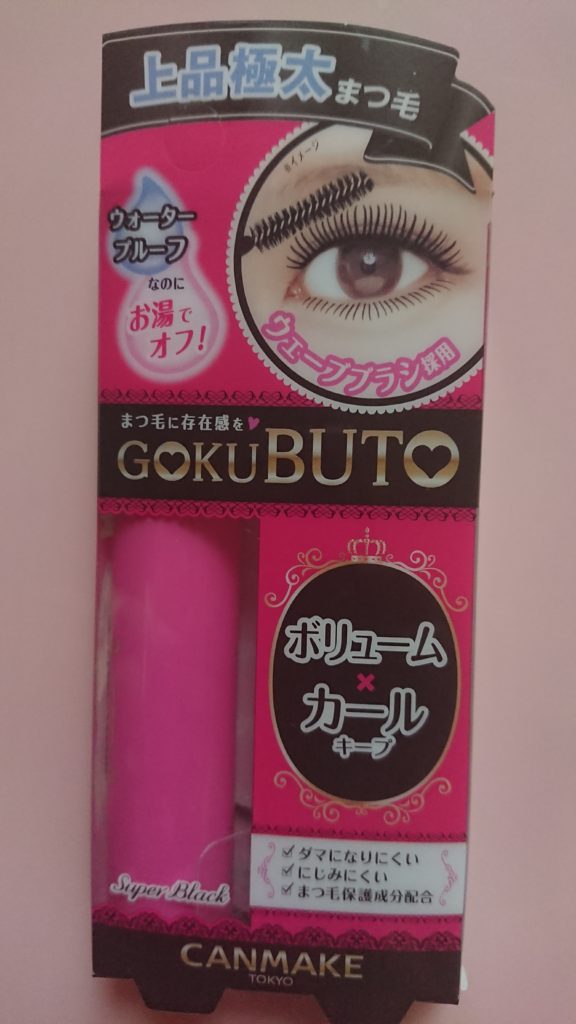 上品極太まつ毛
※イメージ
ウォーター
プルーフ
なのに
お湯で
オフ!
ウェーブブラシ採用
まつ毛に存在感を
GOKUBUTO
ボリューム
×
カール
キープ
ダマになりにくい
にじみにくい
まつ毛保護成分配合
Super Black
CANMAKE
TOKYO